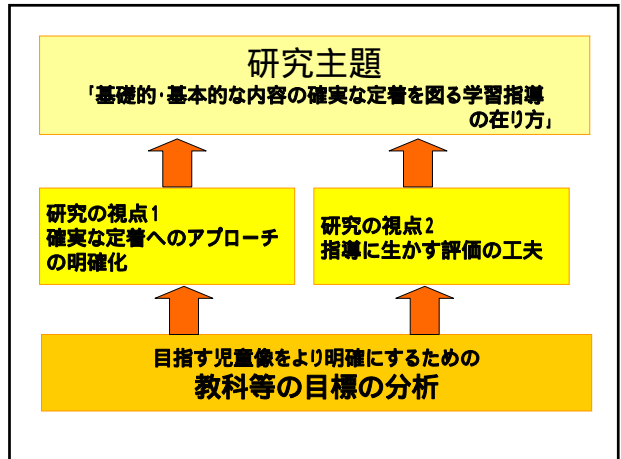 研究主題
「基礎的・基本的な内容の確実な定着を図る学習指導
の在り方」
研究の視点1
確実な定着へのアプローチ
の明確化
研究の視点2
指導に生かす評価の工夫
目指す児童像をより明確にするための
教科等の目標の分析